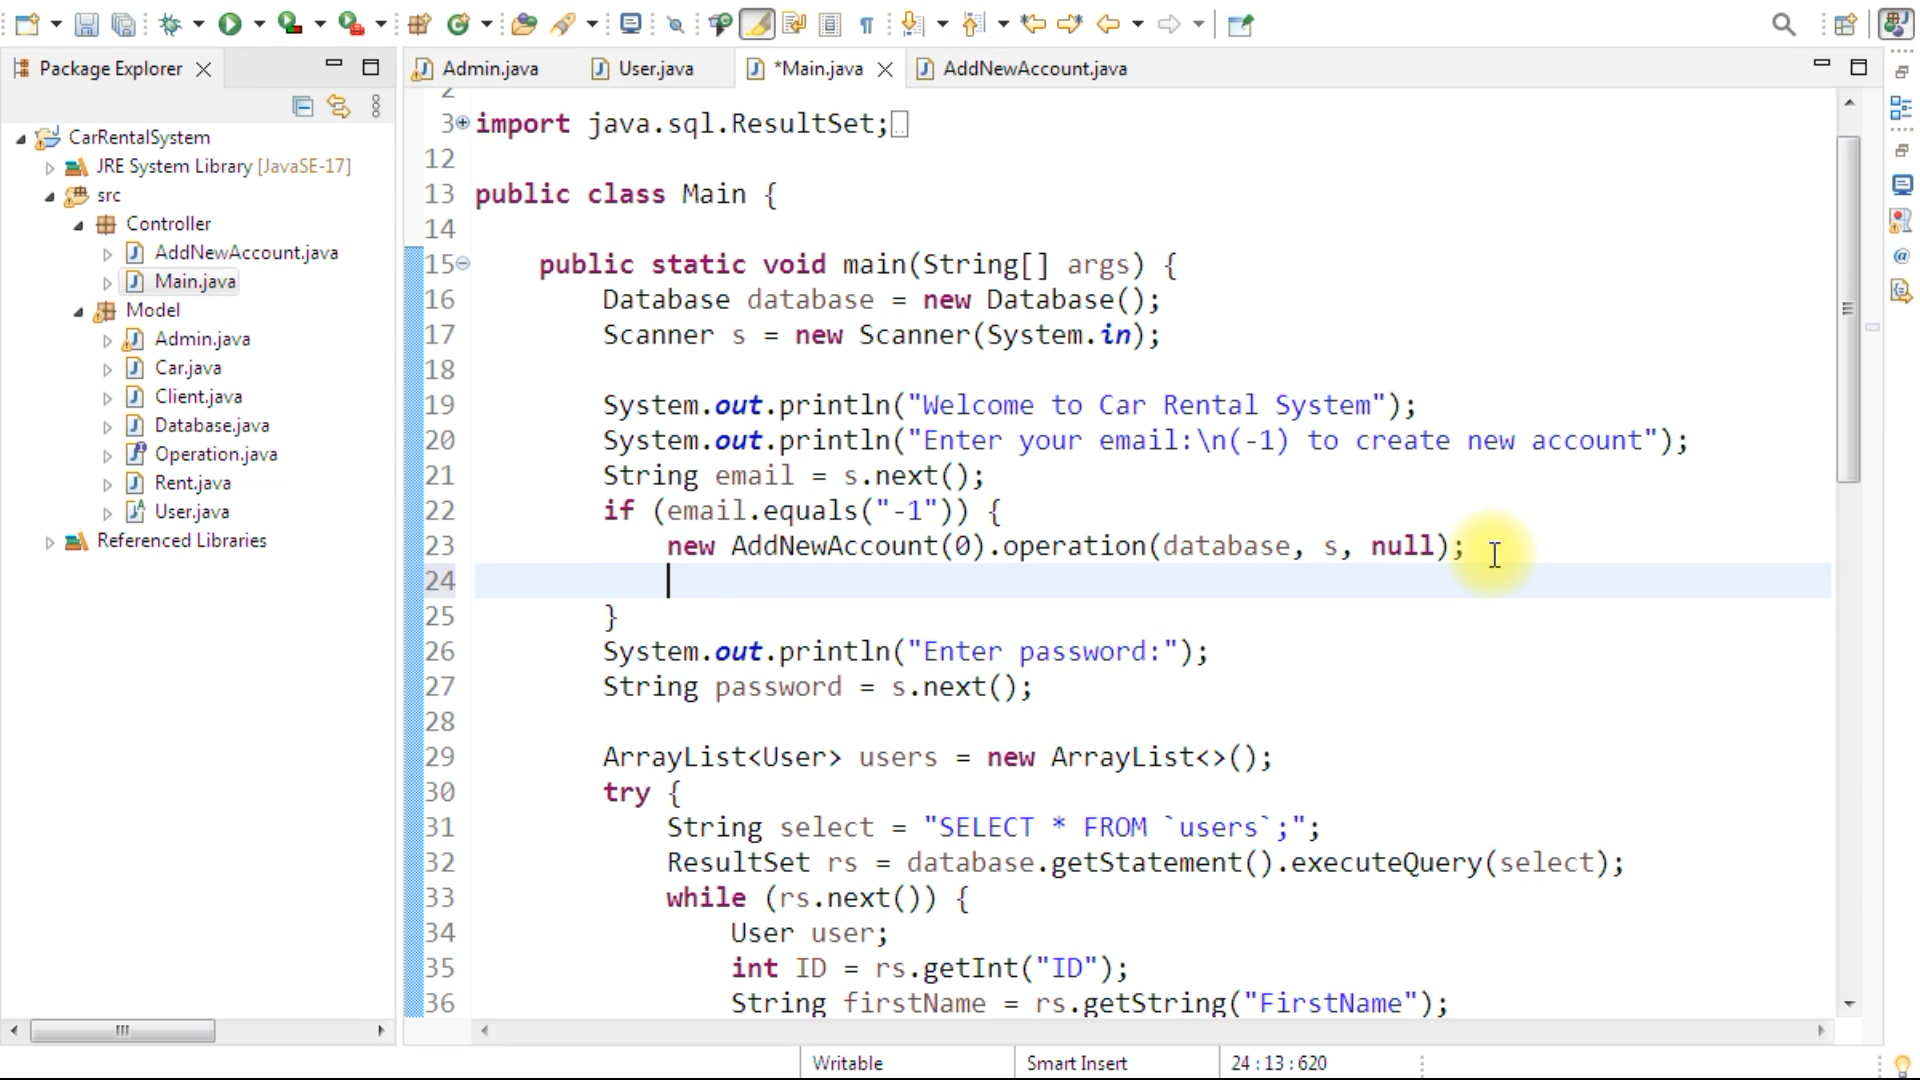 Package Explorer
CarRentalSystem
JRE System Library [JavaSE-17]
src
Controller
AddNewAccount.java
Main.java
Model
Admin.java
Car.java
Client.java
Database.java
Operation.java
Rent.java
User.java
Referenced Libraries
Admin.java User.java *Main.java AddNewAccount.java
3 import java.sql.ResultSet;
12
13 public class Main {
14
15 public static void main(String[] args) {
16 Database database = new Database();
17 Scanner s = new Scanner(System.in);
18
19 System.out.println("Welcome to Car Rental System");
20 System.out.println("Enter your email:\n(-1) to create new account");
21 String email = s.next();
22 if (email.equals("-1")) {
23 new AddNewAccount(0).operation(database, s, null);
24
25 }
26 System.out.println("Enter password:");
27 String password = s.next();
28
29 ArrayList<User> users = new ArrayList<>();
30 try {
31 String select = "SELECT * FROM `users`;";
32 ResultSet rs = database.getStatement().executeQuery(select);
33 while (rs.next()) {
34 User user;
35 int ID = rs.getInt("ID");
36 String firstName = rs.getString("FirstName");
Writable Smart Insert 24 : 13 : 620